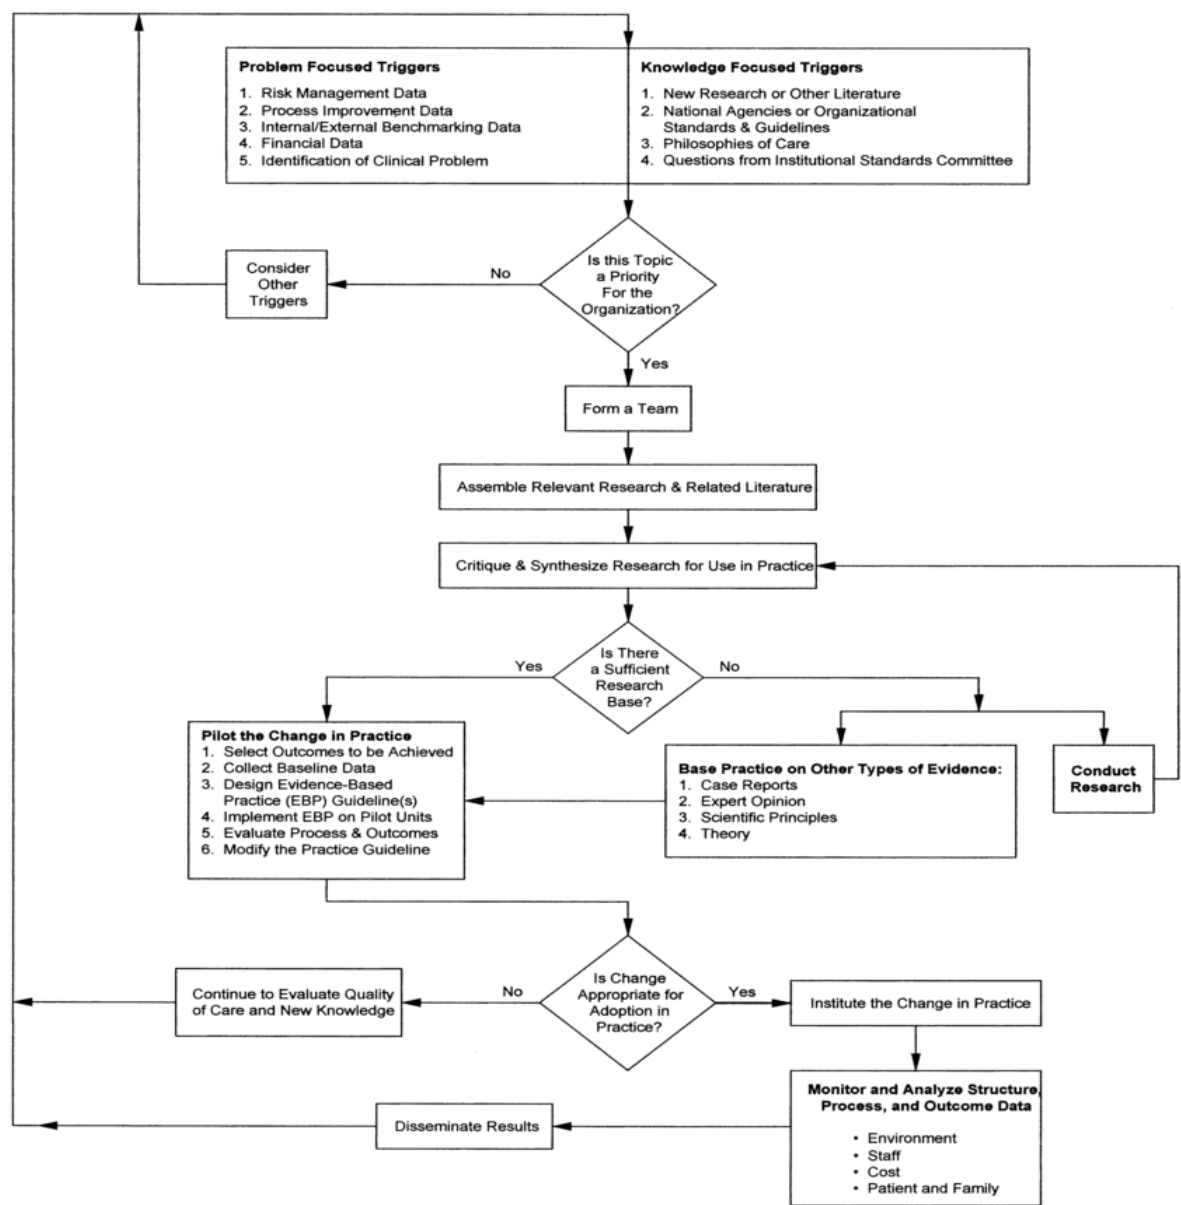 Problem Focused Triggers
1. Risk Management Data
2. Process Improvement Data
3. Internal/External Benchmarking Data
4. Financial Data
5. Identification of Clinical Problem
Knowledge Focused Triggers
1. New Research or Other Literature
2. National Agencies or Organizational
Standards & Guidelines
3. Philosophies of Care
4. Questions from Institutional Standards Committee
Consider
Other
Triggers
No
Is this Topic
a Priority
For the
Organization?
Yes
Form a Team
Assemble Relevant Research & Related Literature
Critique & Synthesize Research for Use in Practice
Yes
Is There
a Sufficient
Research
Base?
No
Pilot the Change in Practice
1. Select Outcomes to be Achieved
2. Collect Baseline Data
3. Design Evidence-Based
Practice (EBP) Guideline(s)
4. Implement EBP on Pilot Units
5. Evaluate Process & Outcomes
6. Modify the Practice Guideline
Base Practice on Other Types of Evidence:
1. Case Reports
2. Expert Opinion
3. Scientific Principles
4. Theory
Conduct
Research
Continue to Evaluate Quality
of Care and New Knowledge
No
Is Change
Appropriate for
Adoption in
Practice?
Yes
Institute the Change in Practice
Monitor and Analyze Structure,
Process, and Outcome Data
• Environment
• Staff
• Cost
• Patient and Family
Disseminate Results